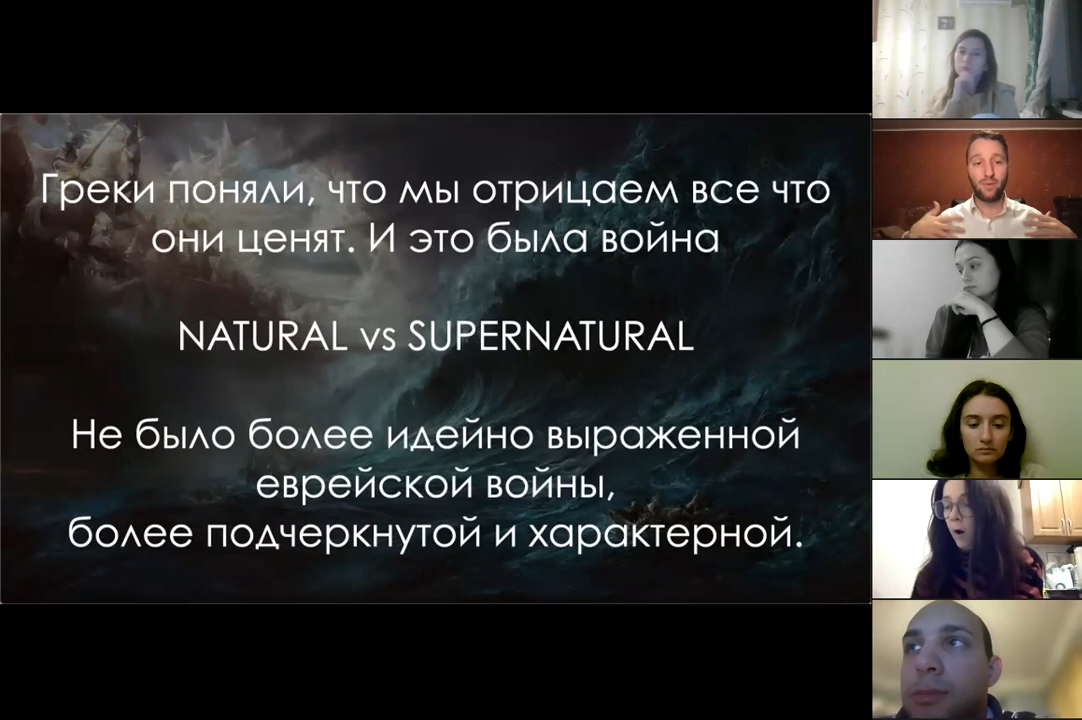 Греки поняли, что мы отрицаем все что
они ценят. И это была война
NATURAL vs SUPERNATURAL
Не было более идейно выраженной
еврейской войны,
более подчеркнутой и характерной.